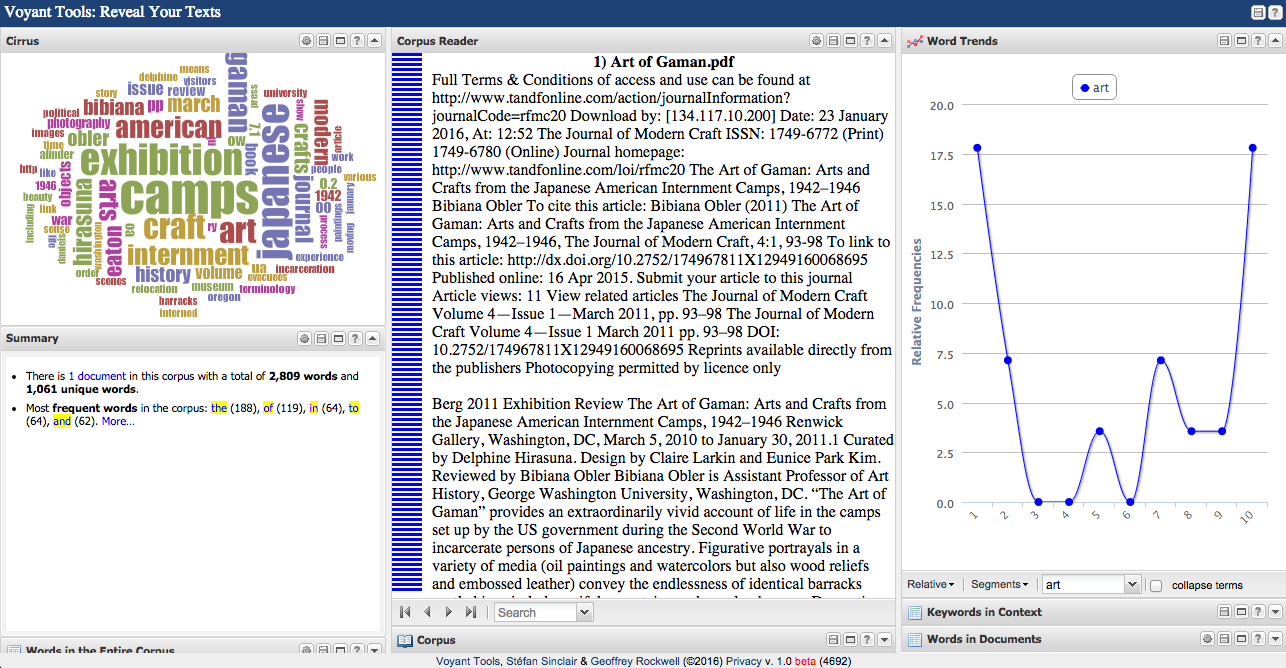 Voyant Tools: Reveal Your Texts
Cirrus
means
delphine
visitors
story
issue
review
gaman
essay
university
political
bibiana
pp
march
show
modern
photography
american
7.1
crafts
images
obler
ow
book
article
time
alinder
exhibition
japanese
work
people
http
like
objects
journal
various
1946
camps
0.2
1942
january
beauty
hirasuna
arts
00
link
war
craft
art
process
paintings
including
sense
washington
oa
ry
moving
life
daniels
eaton
internment
experience
order
history
volume
ua
incarceration
scenes
evacuees
relocation
museum
terminology
barracks
oregon
interned
Summary
There is 1 document in this corpus with a total of 2,809 words and
1,061 unique words.
Most frequent words in the corpus: the (188), of (119), in (64), to
(64), and (62). More...
Words in the Entire Corpus
Corpus Reader
1) Art of Gaman.pdf
Full Terms & Conditions of access and use can be found at
http://www.tandfonline.com/action/journalInformation?
journalCode=rfmc20 Download by: [134.117.10.200] Date: 23 January
2016, At: 12:52 The Journal of Modern Craft ISSN: 1749-6772 (Print)
1749-6780 (Online) Journal homepage:
http://www.tandfonline.com/loi/rfmc20 The Art of Gaman: Arts and
Crafts from the Japanese American Internment Camps, 1942–1946
Bibiana Obler To cite this article: Bibiana Obler (2011) The Art of
Gaman: Arts and Crafts from the Japanese American Internment
Camps, 1942–1946, The Journal of Modern Craft, 4:1, 93-98 To link to
this article: http://dx.doi.org/10.2752/174967811X12949160068695
Published online: 16 Apr 2015. Submit your article to this journal
Article views: 11 View related articles The Journal of Modern Craft
Volume 4—Issue 1—March 2011, pp. 93–98 The Journal of Modern
Craft Volume 4—Issue 1 March 2011 pp. 93–98 DOI:
10.2752/174967811X12949160068695 Reprints available directly from
the publishers Photocopying permitted by licence only
Berg 2011 Exhibition Review The Art of Gaman: Arts and Crafts from
the Japanese American Internment Camps, 1942–1946 Renwick
Gallery, Washington, DC, March 5, 2010 to January 30, 2011.1 Curated
by Delphine Hirasuna. Design by Claire Larkin and Eunice Park Kim.
Reviewed by Bibiana Obler Bibiana Obler is Assistant Professor of Art
History, George Washington University, Washington, DC. “The Art of
Gaman” provides an extraordinarily vivid account of life in the camps
set up by the US government during the Second World War to
incarcerate persons of Japanese ancestry. Figurative portrayals in a
variety of media (oil paintings and watercolors but also wood reliefs
and embossed leather) convey the endlessness of identical barracks
Search
Corpus
Word Trends
art
20.0
17.5
15.0
12.5
10.0
7.5
5.0
2.5
0.0
Relative Frequencies
1 2 3 4 5 6 7 8 9 10
Relative Segments art collapse terms
Keywords in Context
Words in Documents
Voyant Tools, Stéfan Sinclair & Geoffrey Rockwell (©2016) Privacy v. 1.0 beta (4692)